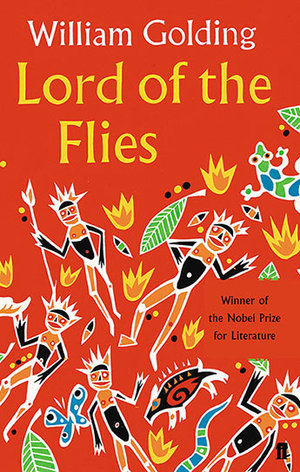 William Golding
Lord of the
Flies
Winner of
the Nobel Prize
for Literature
ff